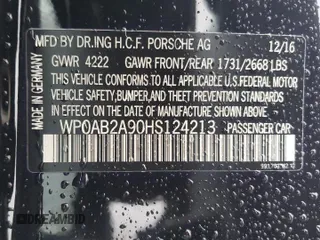 MFD BY DR.ING H.C.F. PORSCHE AG 12/16
GVWR 4222 GAWR FRONT/REAR 1731/2668 LBS
THIS VEHICLE CONFORMS TO ALL APPLICABLE U.S. FEDERAL MOTOR
VEHICLE SAFETY, BUMPER, AND THEFT PREVENTION STANDARDS IN EFFECT
ON THE DATE OF MANUFACTURE SHOWN ABOVE
WP0AB2A90HS124213 PASSENGER CAR
MADE IN GERMANY
DREAMBID